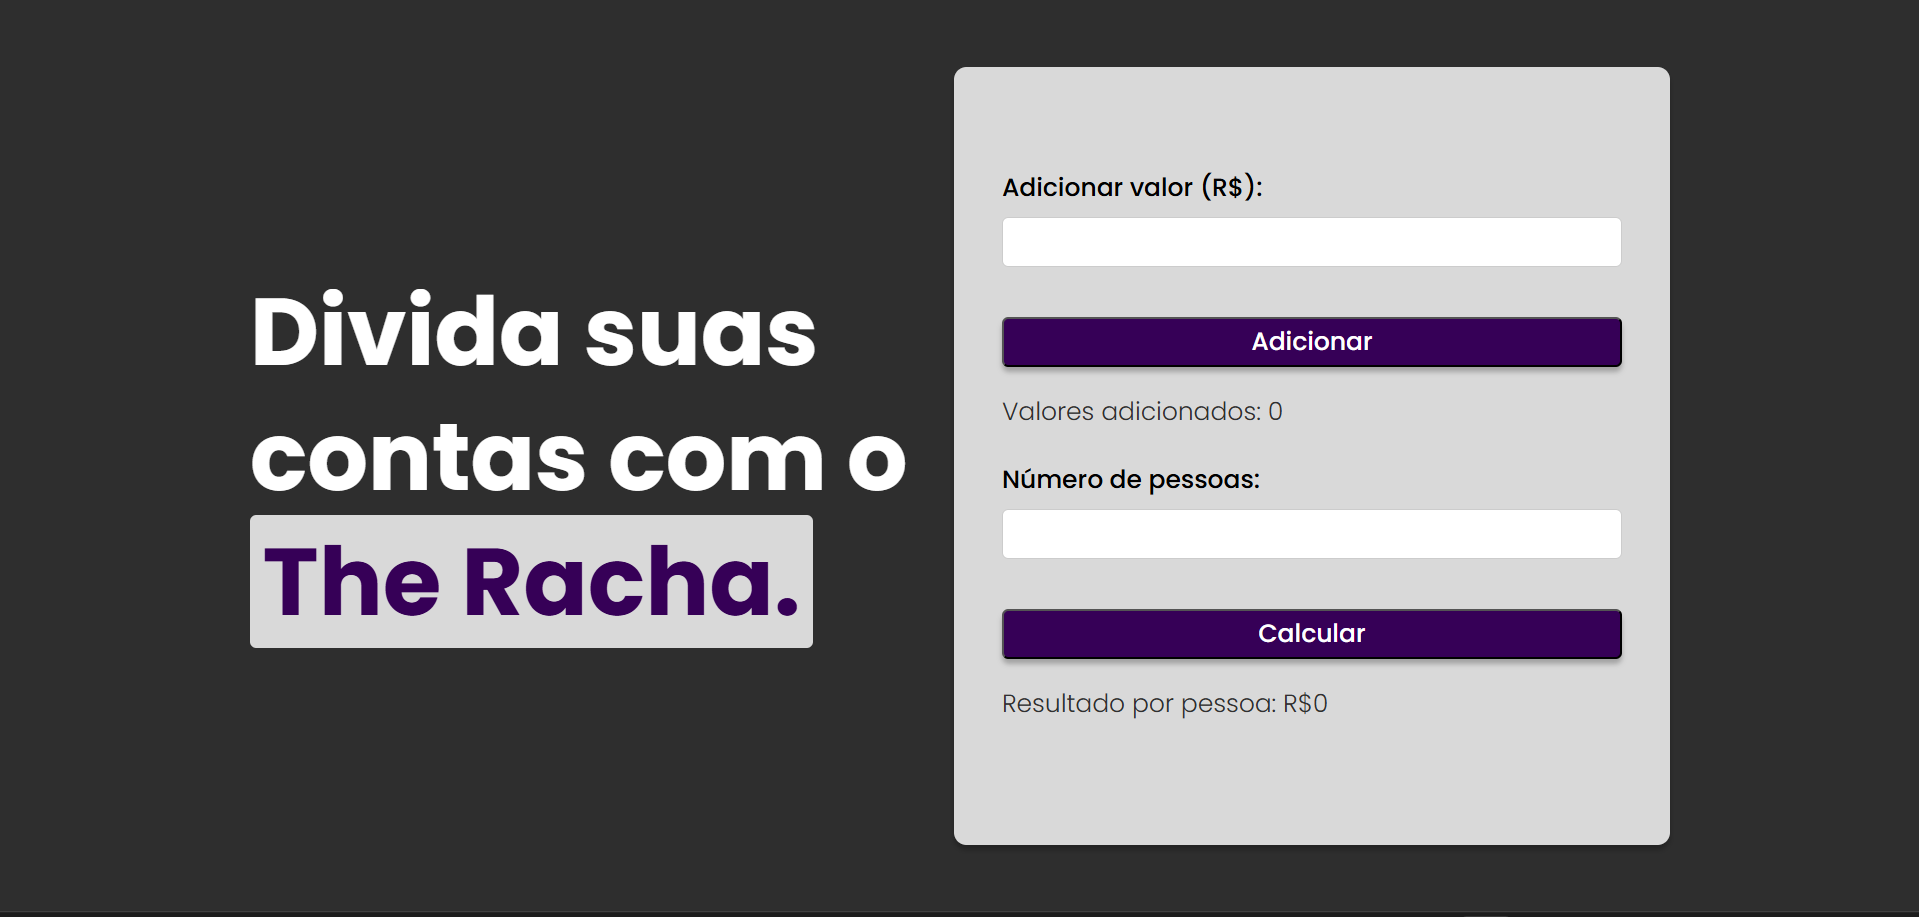 Divida suas
contas com o
The Racha.
Adicionar valor (R$):
Adicionar
Valores adicionados: 0
Número de pessoas:
Calcular
Resultado por pessoa: R$0